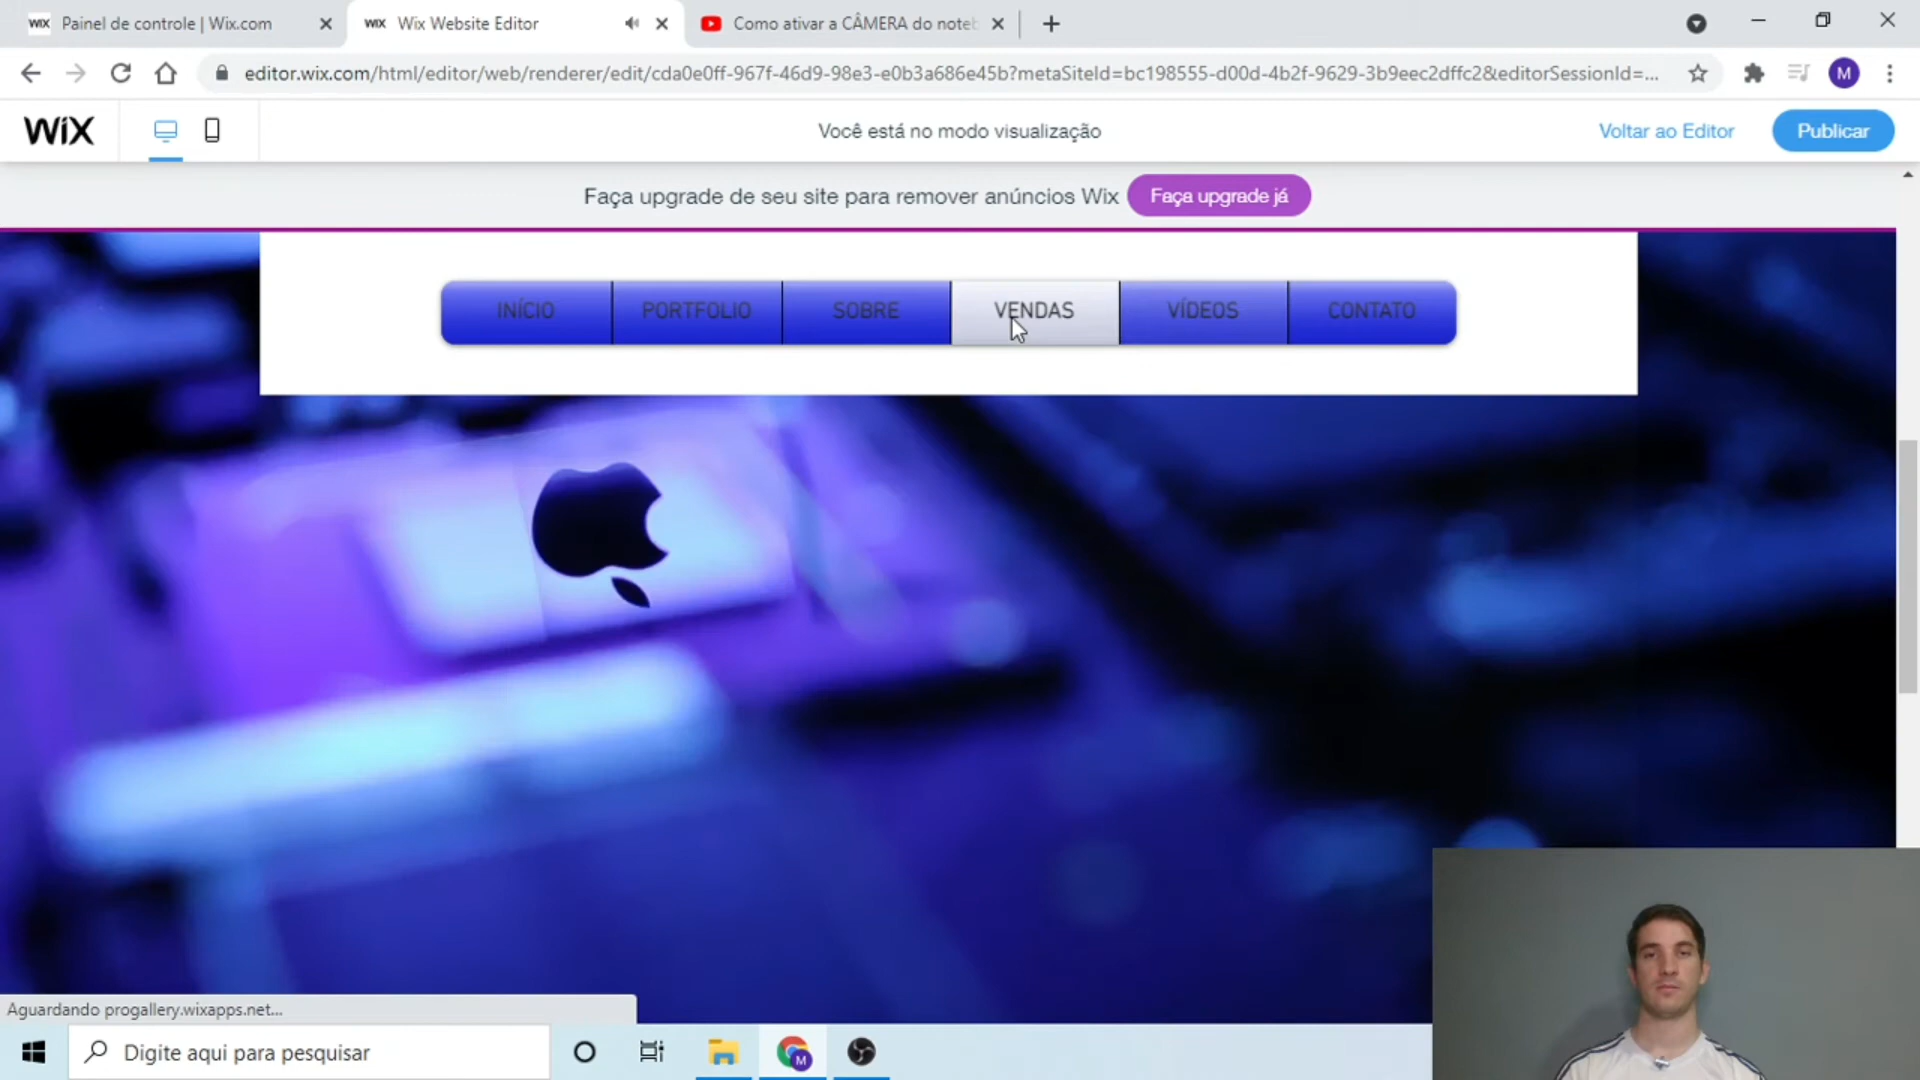 WiX Painel de controle | Wix.com
WiX Wix Website Editor
Como ativar a CÂMERA do noteb
editor.wix.com/html/editor/web/renderer/edit/cda0e0ff-967f-46d9-98e3-e0b3a686e45b?metaSiteId=bc198555-d00d-4b2f-9629-3b9eec2dffc2&editorSessionId=...
M
WiX
Você está no modo visualização
Voltar ao Editor
Publicar
Faça upgrade de seu site para remover anúncios Wix
Faça upgrade já
INÍCIO
PORTFOLIO
SOBRE
VENDAS
VÍDEOS
CONTATO
Aguardando progallery.wixapps.net...
Digite aqui para pesquisar
M